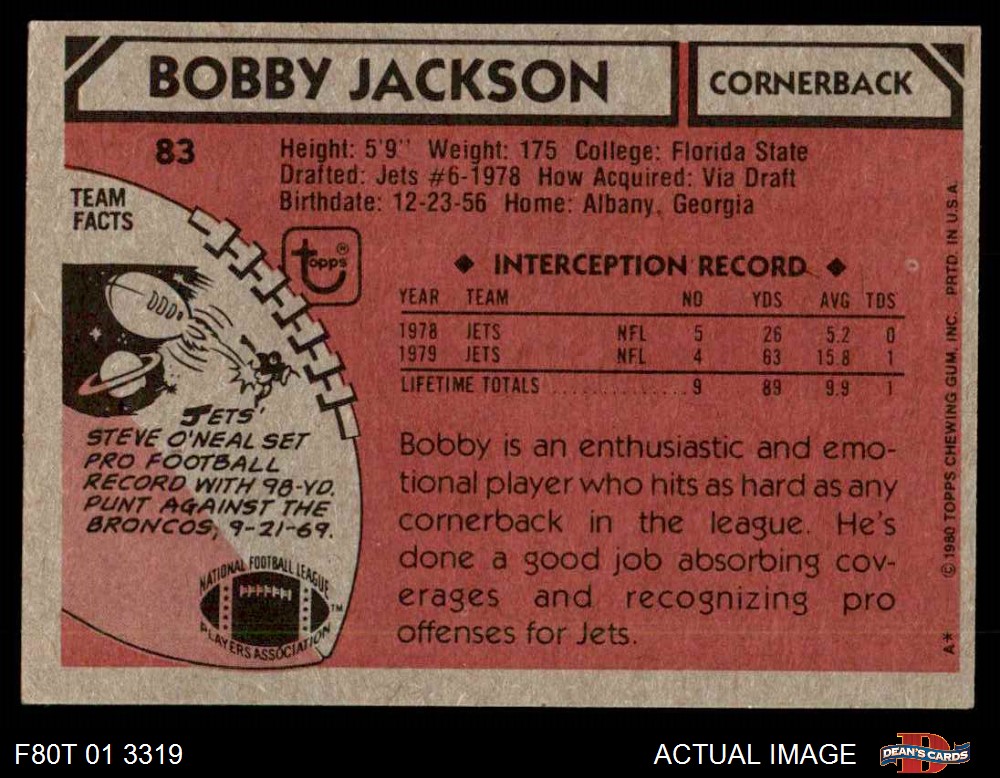 BOBBY JACKSON
CORNERBACK
83
Height: 5'9" Weight: 175 College: Florida State
Drafted: Jets #6-1978 How Acquired: Via Draft
Birthdate: 12-23-56 Home: Albany, Georgia
TEAM
FACTS
topps®
◆ INTERCEPTION RECORD ◆
YEAR TEAM NO YDS AVG TDS
1978 JETS NFL 5 26 5.2 0
1979 JETS NFL 4 63 15.8 1
LIFETIME TOTALS .................... 9 89 9.9 1
JETS'
STEVE O'NEAL SET
PRO FOOTBALL
RECORD WITH 98-YD.
PUNT AGAINST THE
BRONCOS, 9-21-69.
Bobby is an enthusiastic and emo-
tional player who hits as hard as any
cornerback in the league. He's
done a good job absorbing cov-
erages and recognizing pro
offenses for Jets.
NATIONAL FOOTBALL LEAGUE
PLAYERS ASSOCIATION
TM
A* © 1980 TOPPS CHEWING GUM, INC. PRTD. IN U.S.A.
F80T 01 3319
ACTUAL IMAGE
DEAN'S CARDS